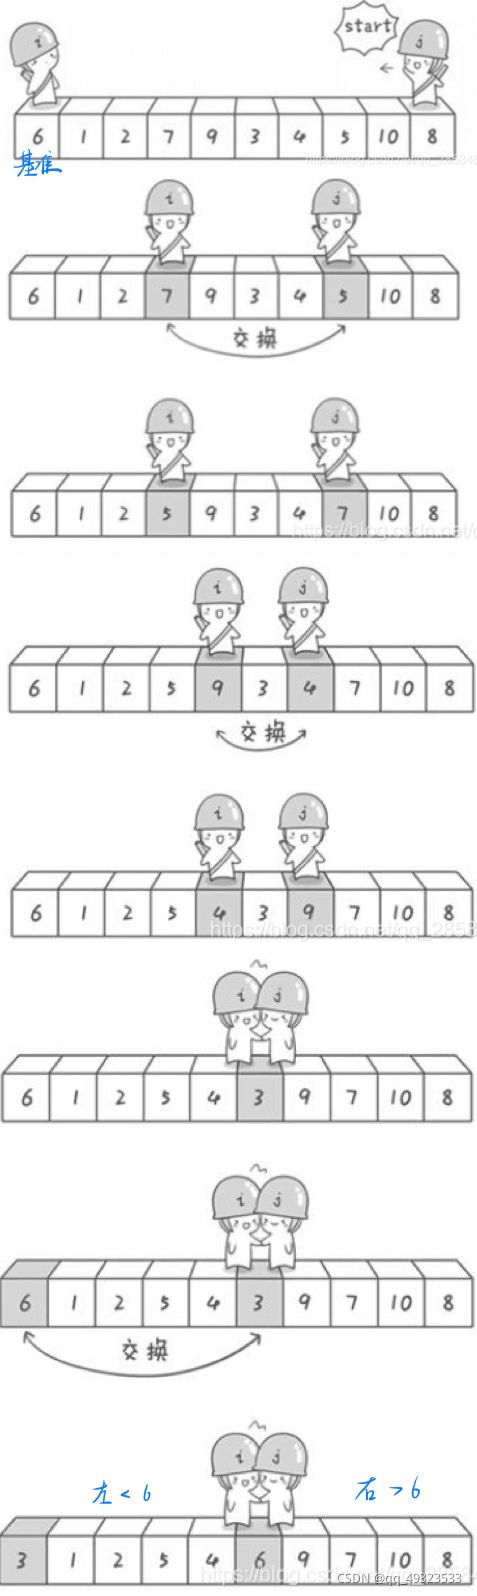 start
i
j
6 1 2 7 9 3 4 5 10 8
基准
i
j
6 1 2 7 9 3 4 5 10 8
交换
i
j
6 1 2 5 9 3 4 7 10 8
https://blog.csdn.net/
i
j
6 1 2 5 9 3 4 7 10 8
交换
i
j
6 1 2 5 4 3 9 7 10 8
https://blog.csdn.net/qq_2858
i
j
6 1 2 5 4 3 9 7 10 8
i
j
6 1 2 5 4 3 9 7 10 8
交换
i
j
左 < 6
右 > 6
3 1 2 5 4 6 9 7 10 8
CSDN @qq_49323533